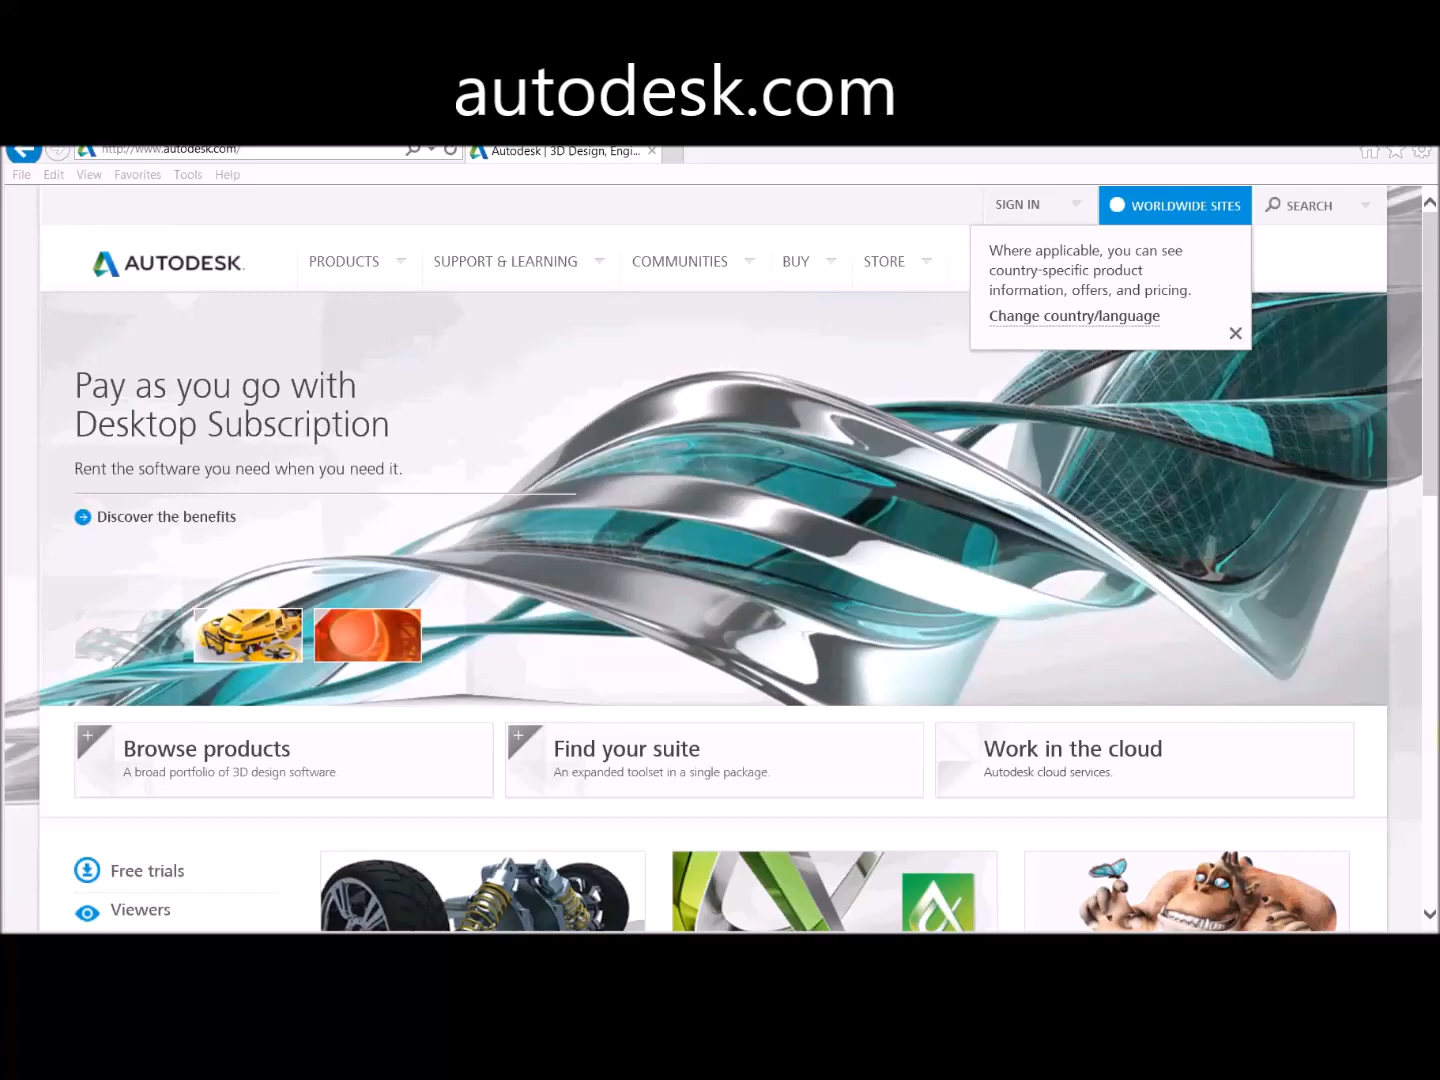 autodesk.com
http://www.autodesk.com/
Autodesk | 3D Design, Engi...
File Edit View Favorites Tools Help
SIGN IN
WORLDWIDE SITES
SEARCH
AUTODESK.
PRODUCTS
SUPPORT & LEARNING
COMMUNITIES
BUY
STORE
Where applicable, you can see
country-specific product
information, offers, and pricing.
Change country/language
Pay as you go with
Desktop Subscription
Rent the software you need when you need it.
Discover the benefits
Browse products
A broad portfolio of 3D design software.
Find your suite
An expanded toolset in a single package.
Work in the cloud
Autodesk cloud services.
Free trials
Viewers